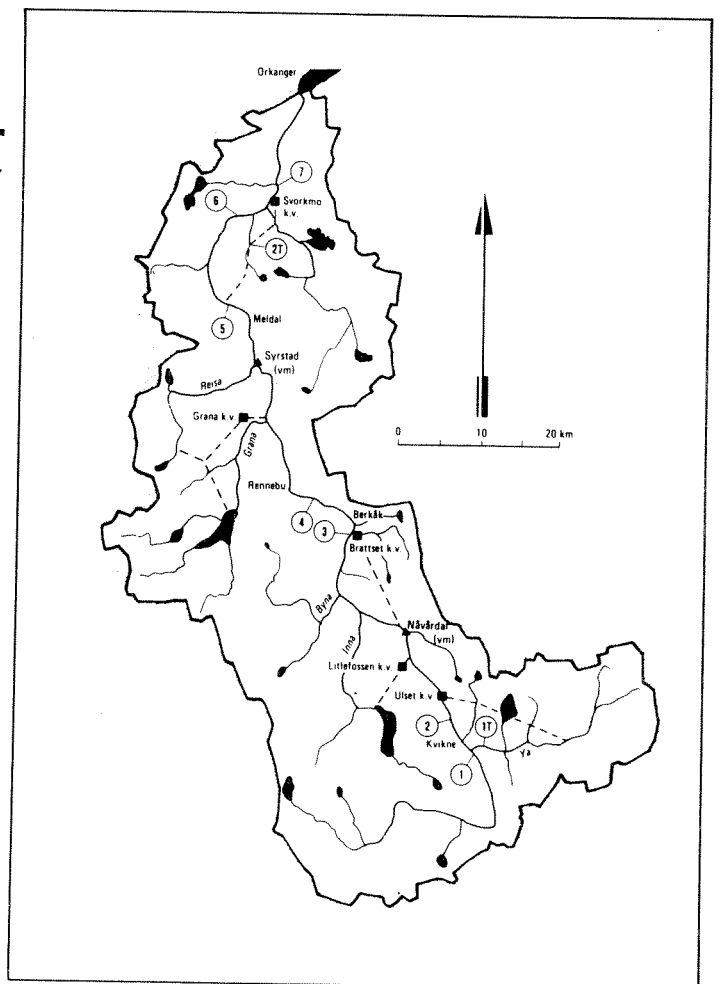 Orkanger
7
6
Svorkmo
k.v.
2T
5
Meldal
Syrstad
(vm)
Reisa
Grana k.v.
Grana
0 10 20 km
Rennebu
Berkåk
4
3
Brattset k.v.
Byna
Inna
Nåvårdal
(vm)
Litlefossen k.v.
Ulset k.v
2
1T
Kvikne
Ya
1